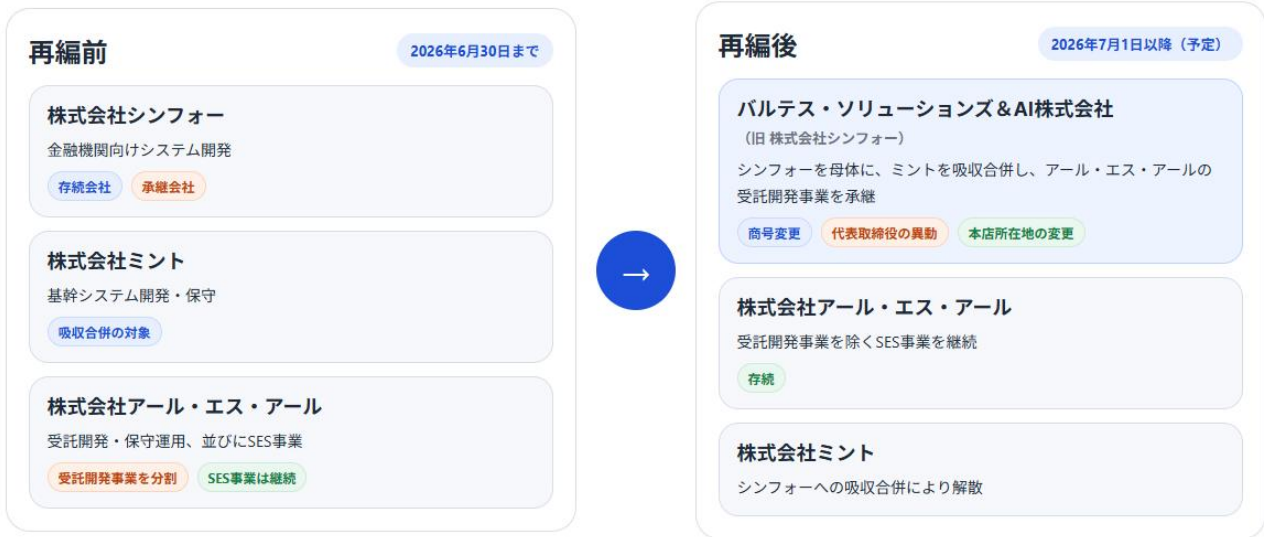 再編前
2026年6月30日まで
株式会社シンフォー
金融機関向けシステム開発
存続会社
承継会社
株式会社ミント
基幹システム開発・保守
吸収合併の対象
株式会社アール・エス・アール
受託開発・保守運用、並びにSES事業
受託開発事業を分割
SES事業は継続
→
再編後
2026年7月1日以降（予定）
バルテス・ソリューションズ＆AI株式会社
（旧 株式会社シンフォー）
シンフォーを母体に、ミントを吸収合併し、アール・エス・アールの
受託開発事業を承継
商号変更
代表取締役の異動
本店所在地の変更
株式会社アール・エス・アール
受託開発事業を除くSES事業を継続
存続
株式会社ミント
シンフォーへの吸収合併により解散